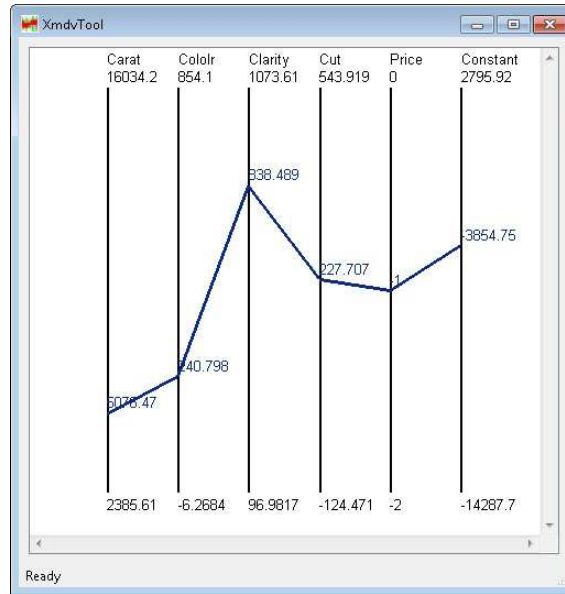 XmdvTool
Carat Cololr Clarity Cut Price Constant
16034.2 854.1 1073.61 543.919 0 2795.92
838.489
-3854.75
227.707
-1
240.798
5078.47
2385.61 -6.2684 96.9817 -124.471 -2 -14287.7
Ready